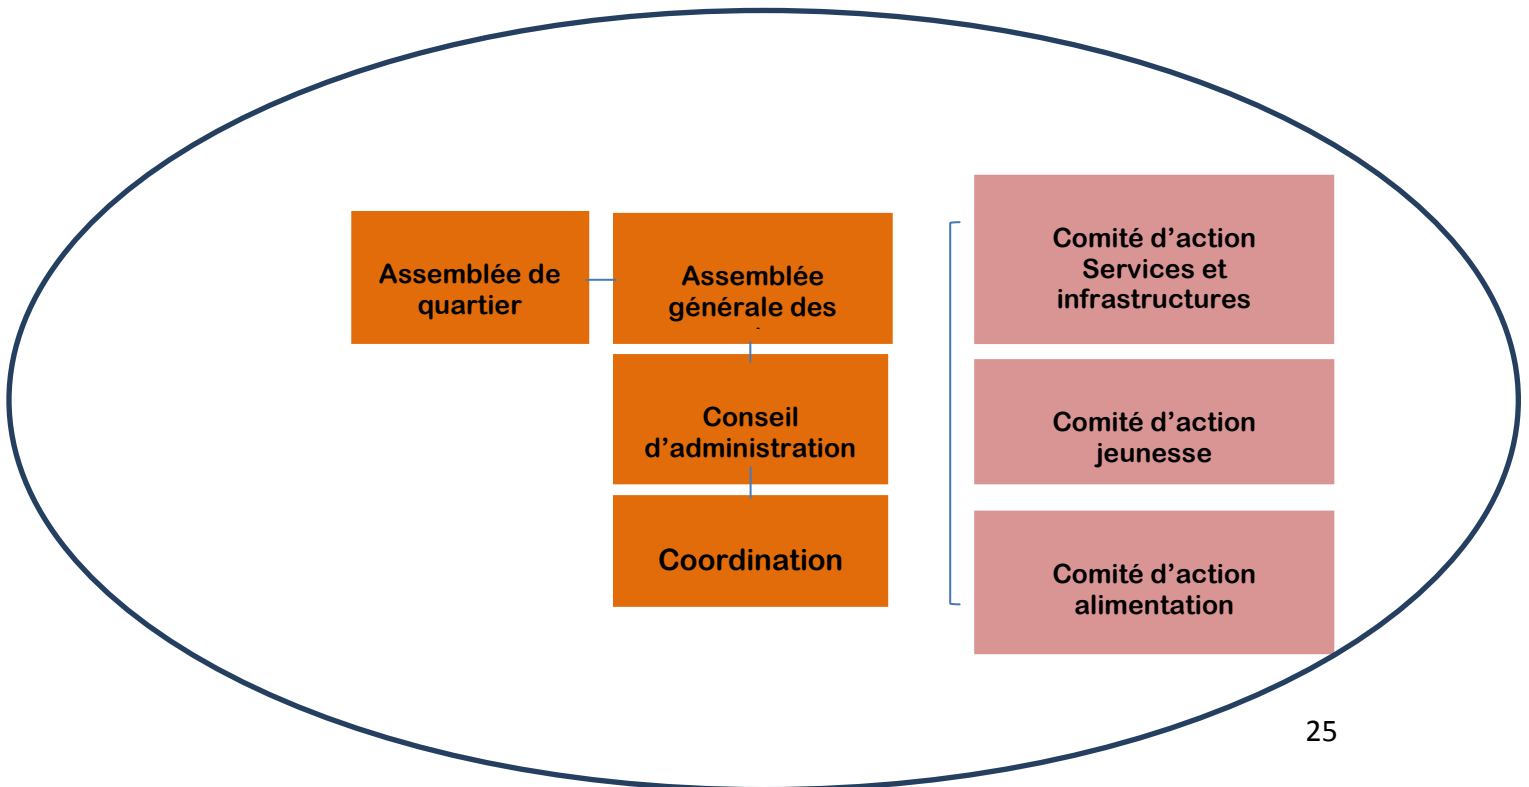 Assemblée de
quartier
Assemblée
générale des
Conseil
d’administration
Coordination
Comité d’action
Services et
infrastructures
Comité d’action
jeunesse
Comité d’action
alimentation
25